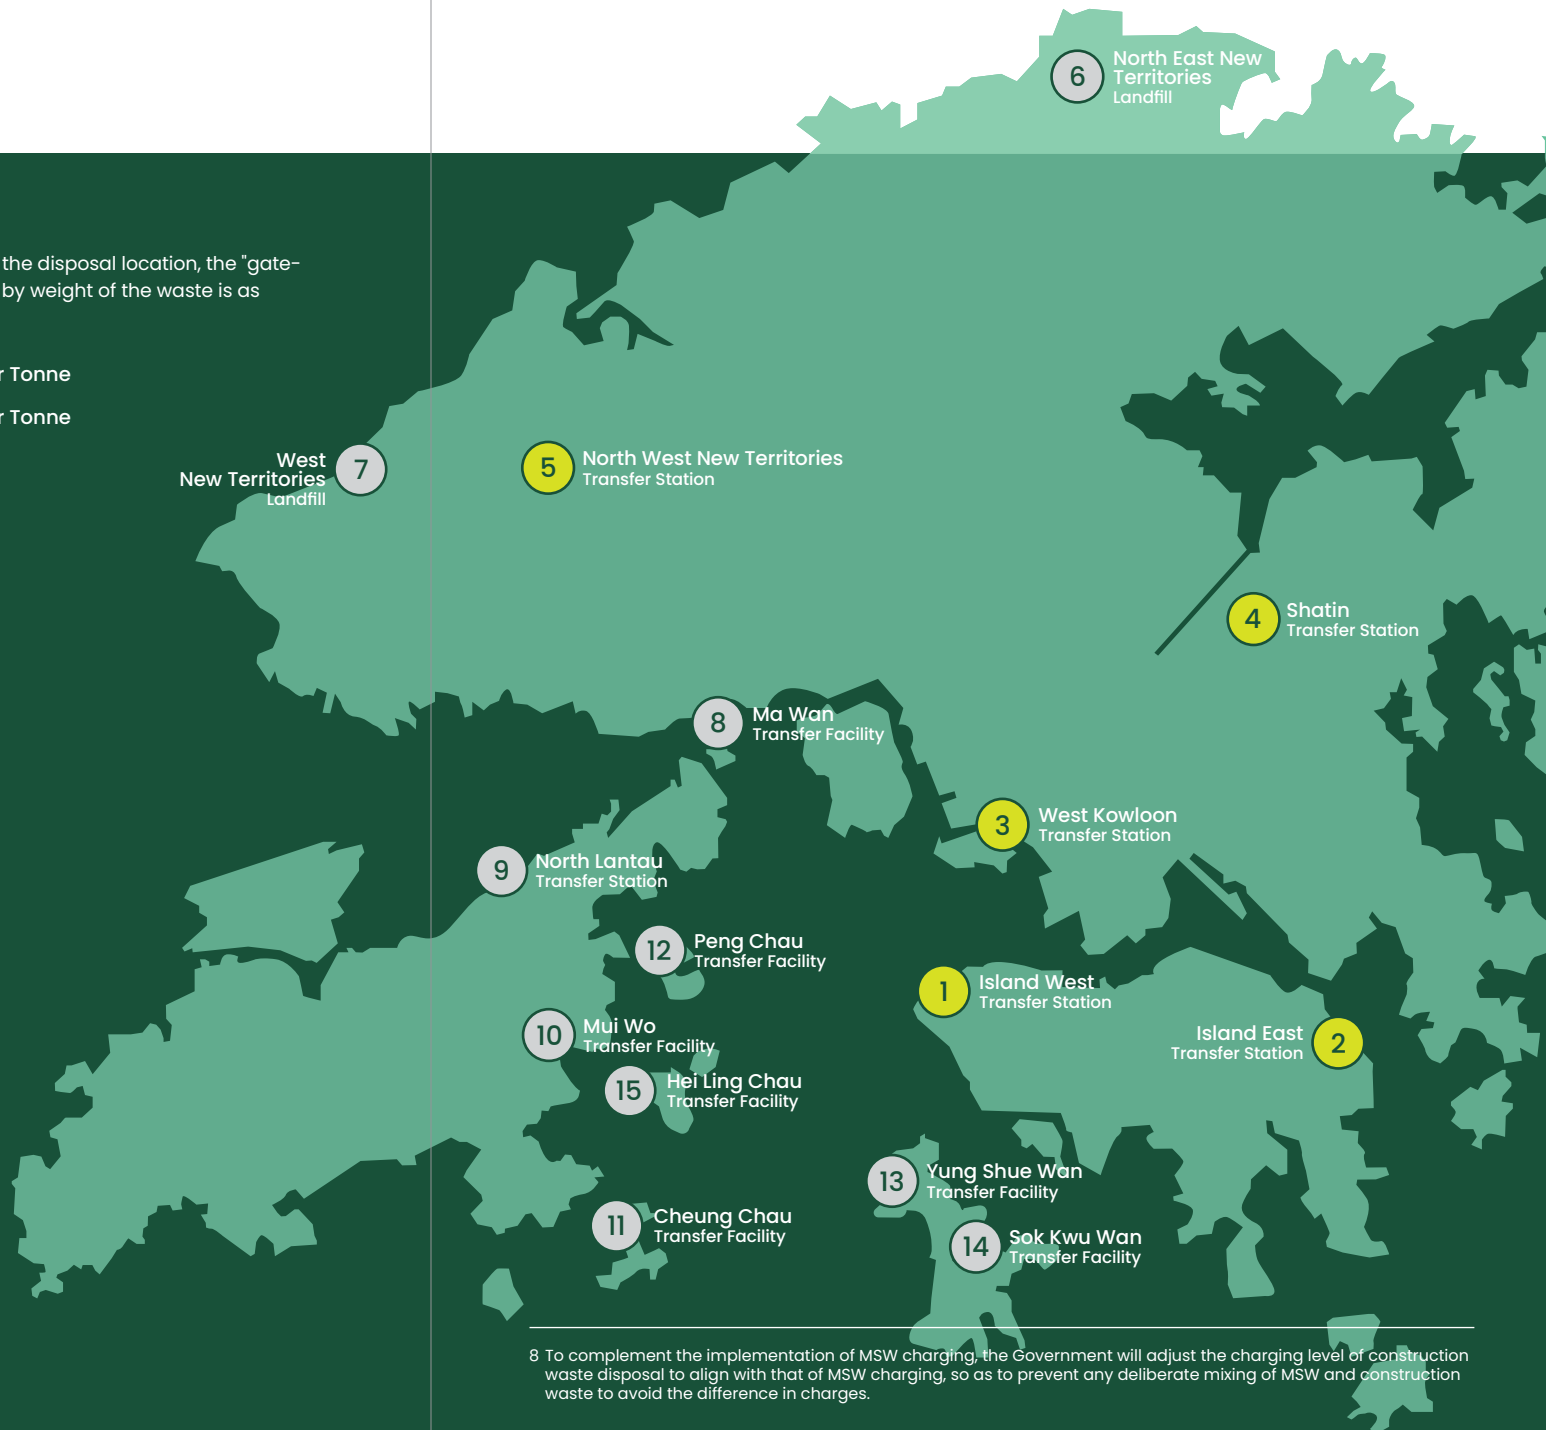 6
North East New
Territories
Landfill
the disposal location, the "gate-
by weight of the waste is as
r Tonne
r Tonne
West
New Territories
Landfill
7
5
North West New Territories
Transfer Station
4
Shatin
Transfer Station
8
Ma Wan
Transfer Facility
3
West Kowloon
Transfer Station
9
North Lantau
Transfer Station
12
Peng Chau
Transfer Facility
1
Island West
Transfer Station
10
Mui Wo
Transfer Facility
Island East
Transfer Station
2
15
Hei Ling Chau
Transfer Facility
13
Yung Shue Wan
Transfer Facility
11
Cheung Chau
Transfer Facility
14
Sok Kwu Wan
Transfer Facility
8 To complement the implementation of MSW charging, the Government will adjust the charging level of construction
waste disposal to align with that of MSW charging, so as to prevent any deliberate mixing of MSW and construction
waste to avoid the difference in charges.